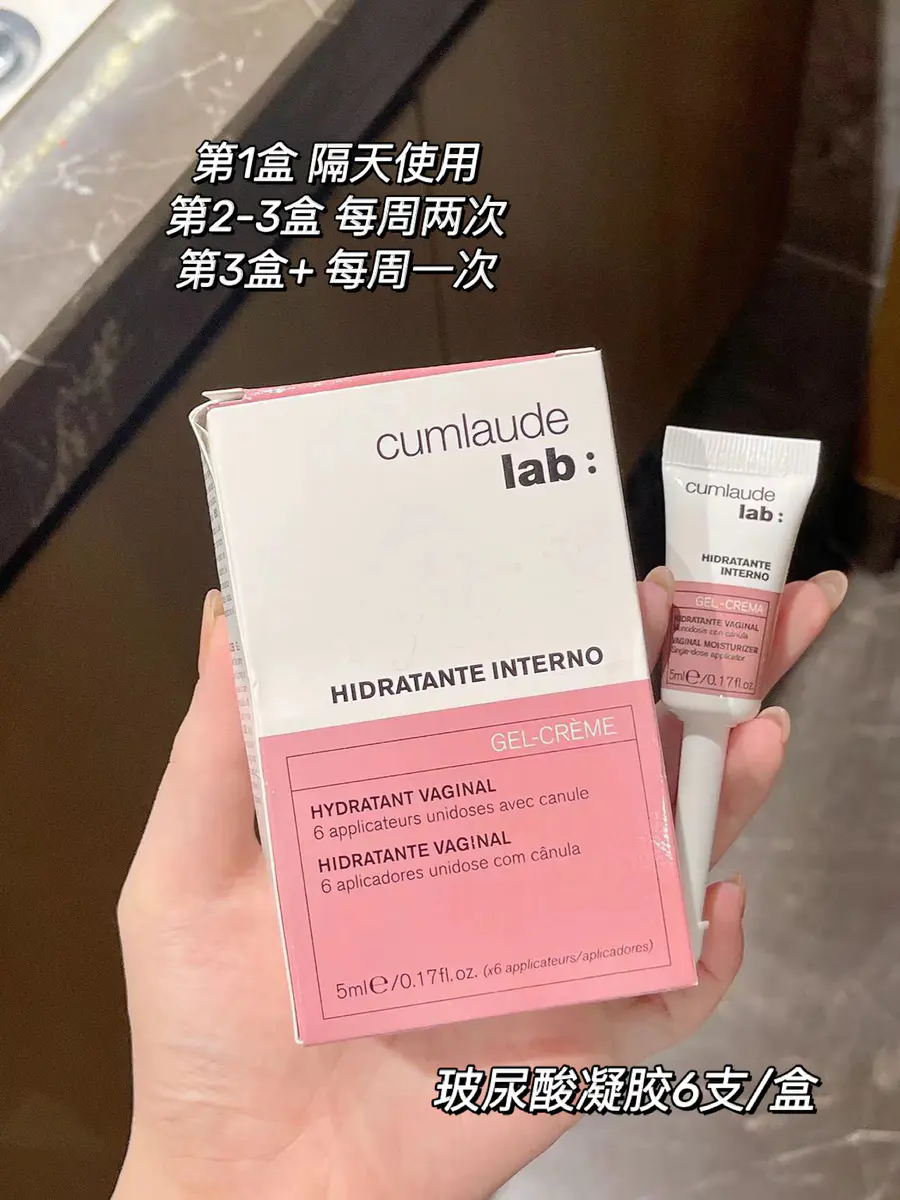 第1盒 隔天使用
第2-3盒 每周两次
第3盒+ 每周一次
cumlaude
lab:
HIDRATANTE INTERNO
GEL-CRÈME
HYDRATANT VAGINAL
6 applicateurs unidoses avec canule
HIDRATANTE VAGINAL
6 aplicadores unidose com cânula
5ml℮/0.17fl.oz. (x6 applicateurs/aplicadores)
cumlaude
lab:
HIDRATANTE
INTERNO
GEL-CREMA
HIDRATANTE VAGINAL
Monodosis con cánula
VAGINAL MOISTURIZER
Single-dose applicator
5ml℮/0.17fl.oz.
玻尿酸凝胶6支/盒